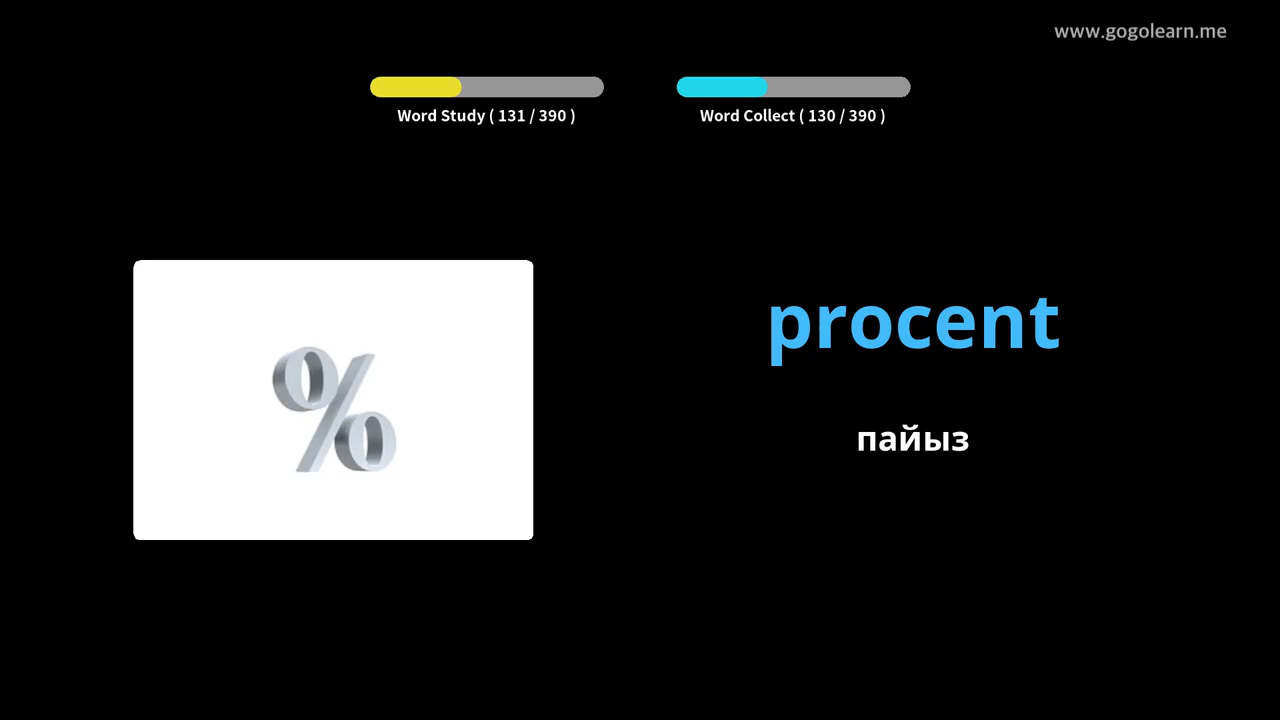 www.gogolearn.me
Word Study ( 131 / 390 )
Word Collect ( 130 / 390 )
%
procent
пайыз